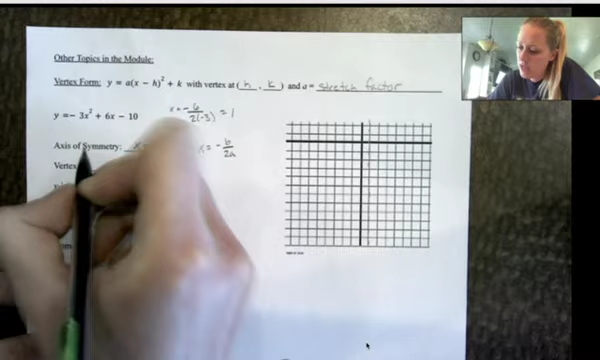 Other Topics in the Module:
Vertex Form: y = a(x − h)² + k with vertex at ( h , k ) and a = stretch factor
y = − 3x² + 6x − 10 x = -6/2(-3) = 1
Axis of Symmetry: x = -b/2a
Vertex